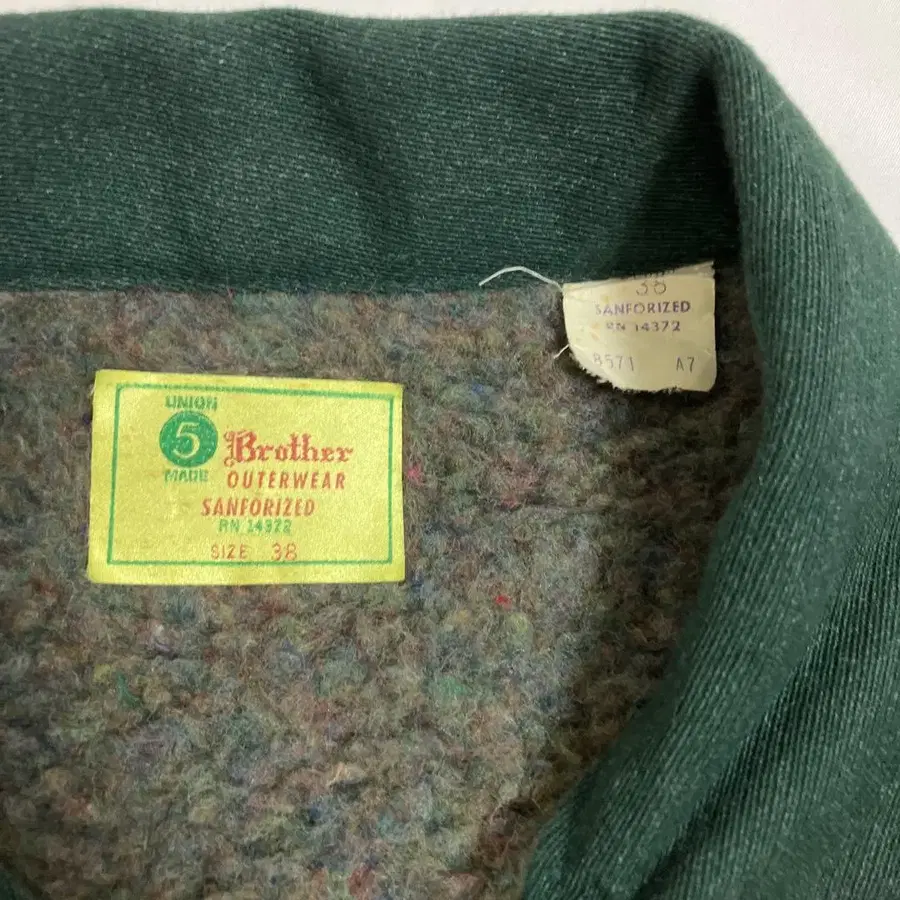 UNION
5 Brother
MADE OUTERWEAR
SANFORIZED
RN 14372
SIZE 38
38
SANFORIZED
RN 14372
8571 A7